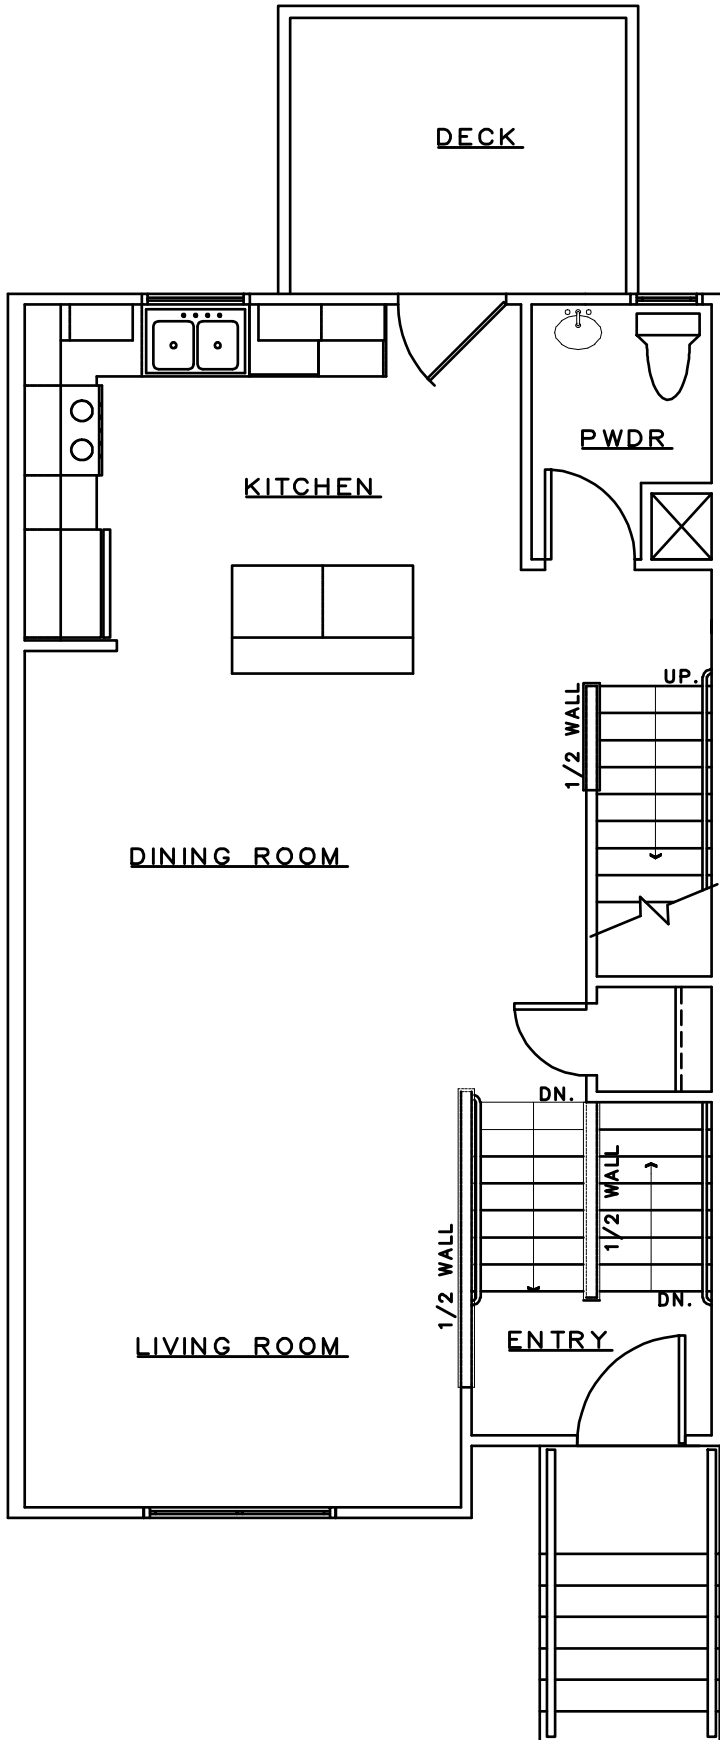 DECK
PWDR
KITCHEN
UP.
1/2 WALL
DINING ROOM
DN.
1/2 WALL
1/2 WALL
DN.
ENTRY
LIVING ROOM